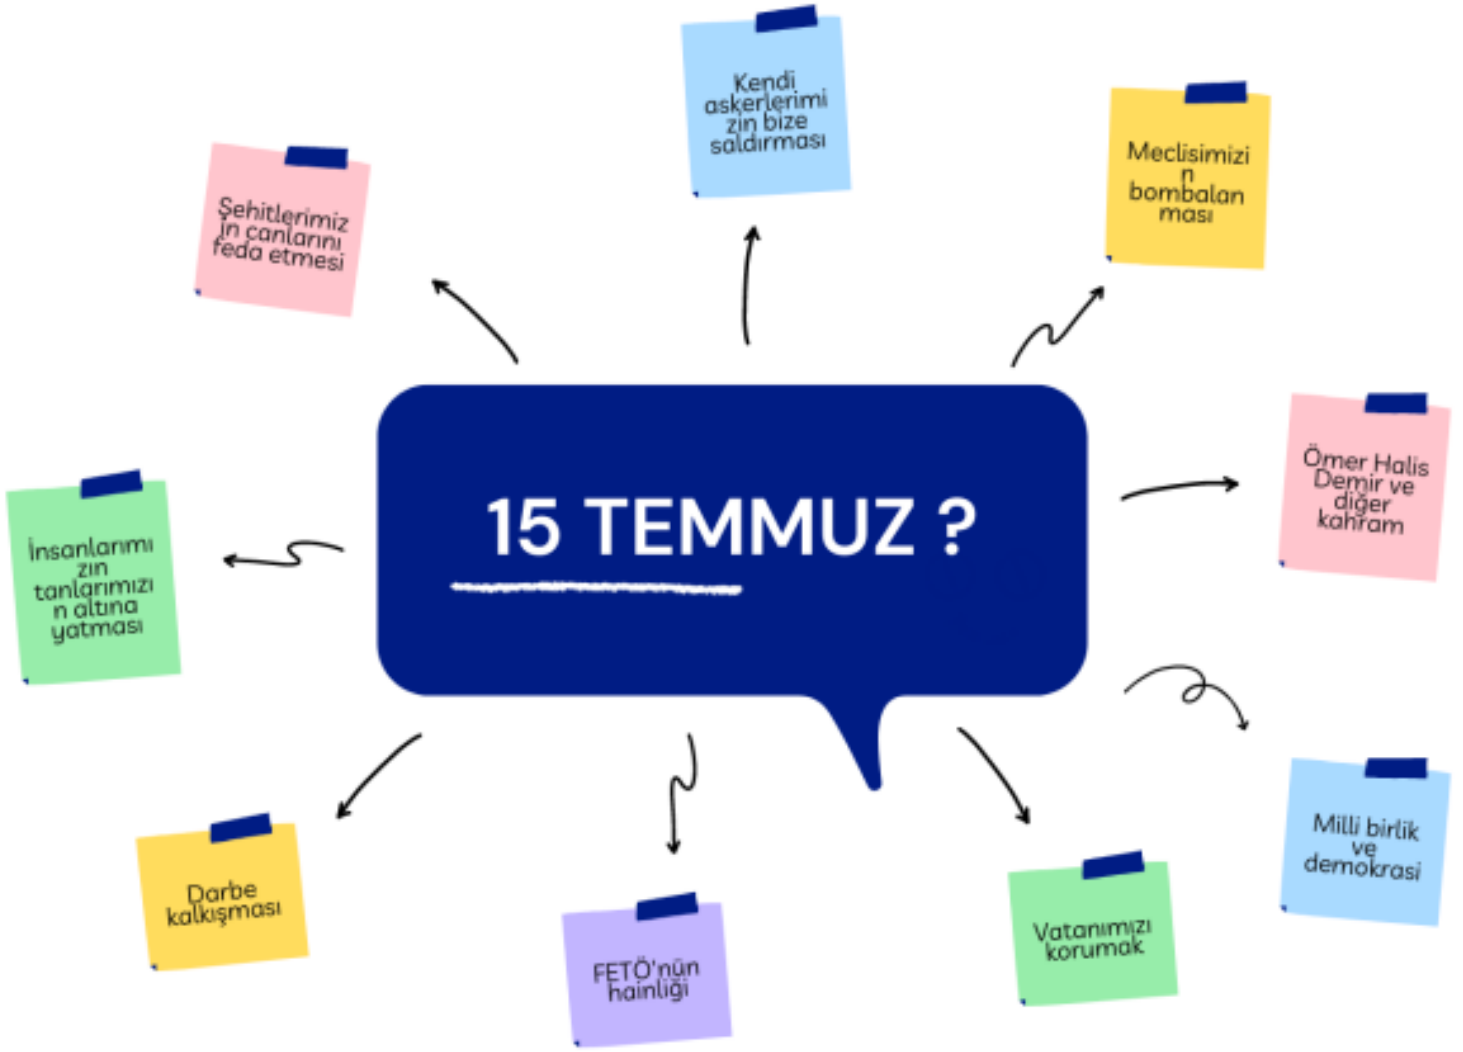 Kendi
askerlerimi
zin bize
saldırması
Meclisimizi
n
bombalan
ması
Şehitlerimiz
in canlarını
feda etmesi
Ömer Halis
Demir ve
diğer
kahram
15 TEMMUZ ?
İnsanlarımı
zın
tanlarımızı
n altına
yatması
Milli birlik
ve
demokrasi
Darbe
kalkışması
Vatanımızı
korumak
FETÖ'nün
hainliği